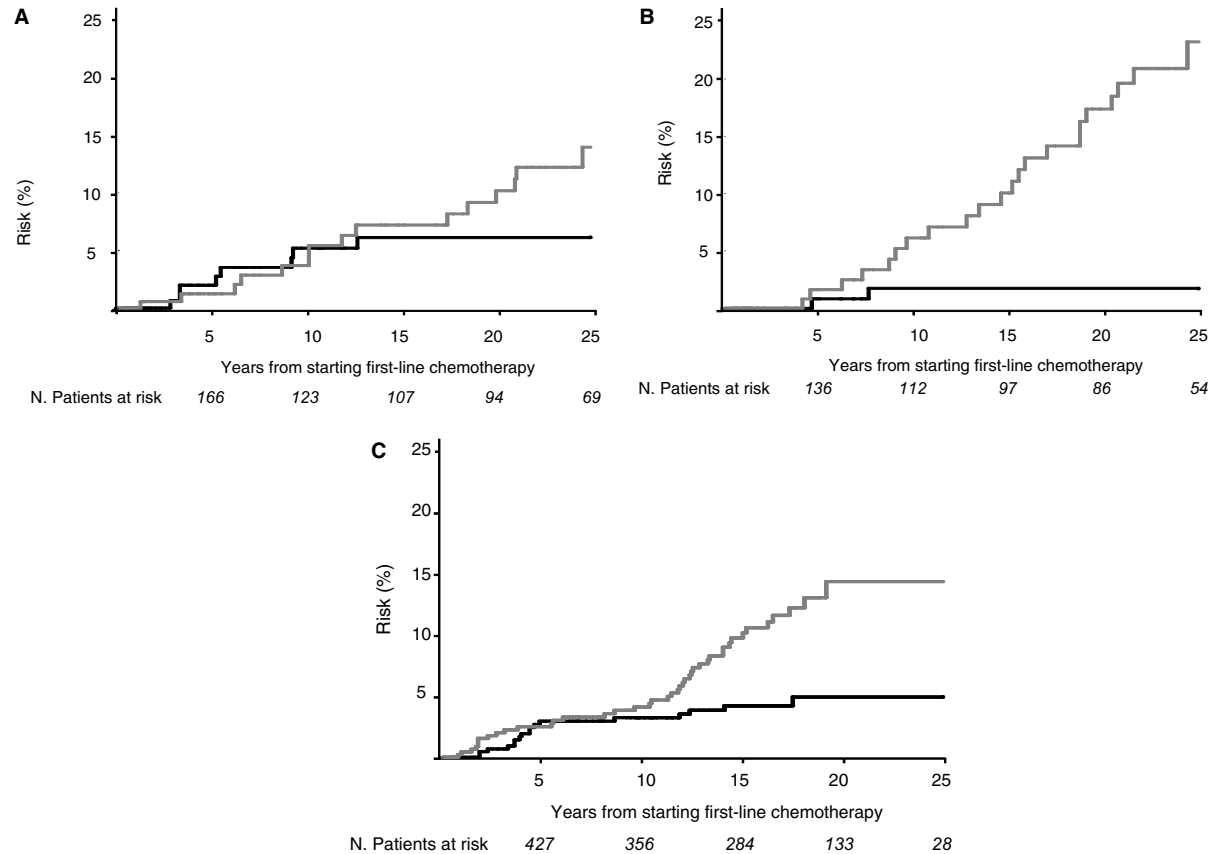 A
25
20
15
10
5
Risk (%)
5 10 15 20 25
Years from starting first-line chemotherapy
N. Patients at risk 166 123 107 94 69
B
25
20
15
10
5
Risk (%)
5 10 15 20 25
Years from starting first-line chemotherapy
N. Patients at risk 136 112 97 86 54
C
25
20
15
10
5
Risk (%)
5 10 15 20 25
Years from starting first-line chemotherapy
N. Patients at risk 427 356 284 133 28